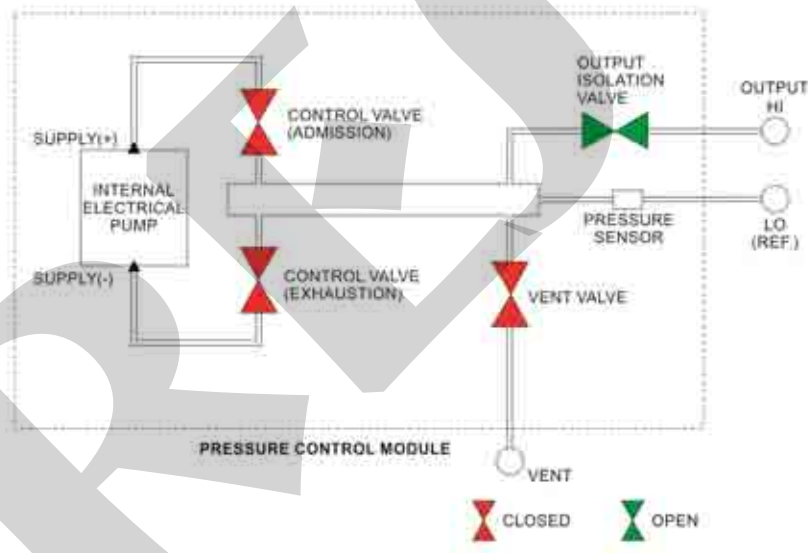 OUTPUT
ISOLATION
VALVE
OUTPUT
HI
CONTROL VALVE
(ADMISSION)
SUPPLY(+)
INTERNAL
ELECTRICAL
PUMP
PRESSURE
SENSOR
LO
(REF.)
SUPPLY(-)
CONTROL VALVE
(EXHAUSTION)
VENT VALVE
PRESSURE CONTROL MODULE
VENT
CLOSED
OPEN